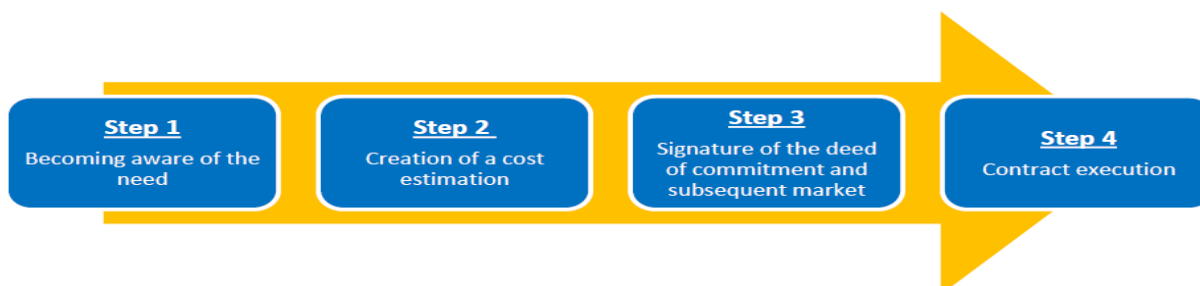 Step 1
Becoming aware of the
need
Step 2
Creation of a cost
estimation
Step 3
Signature of the deed
of commitment and
subsequent market
Step 4
Contract execution